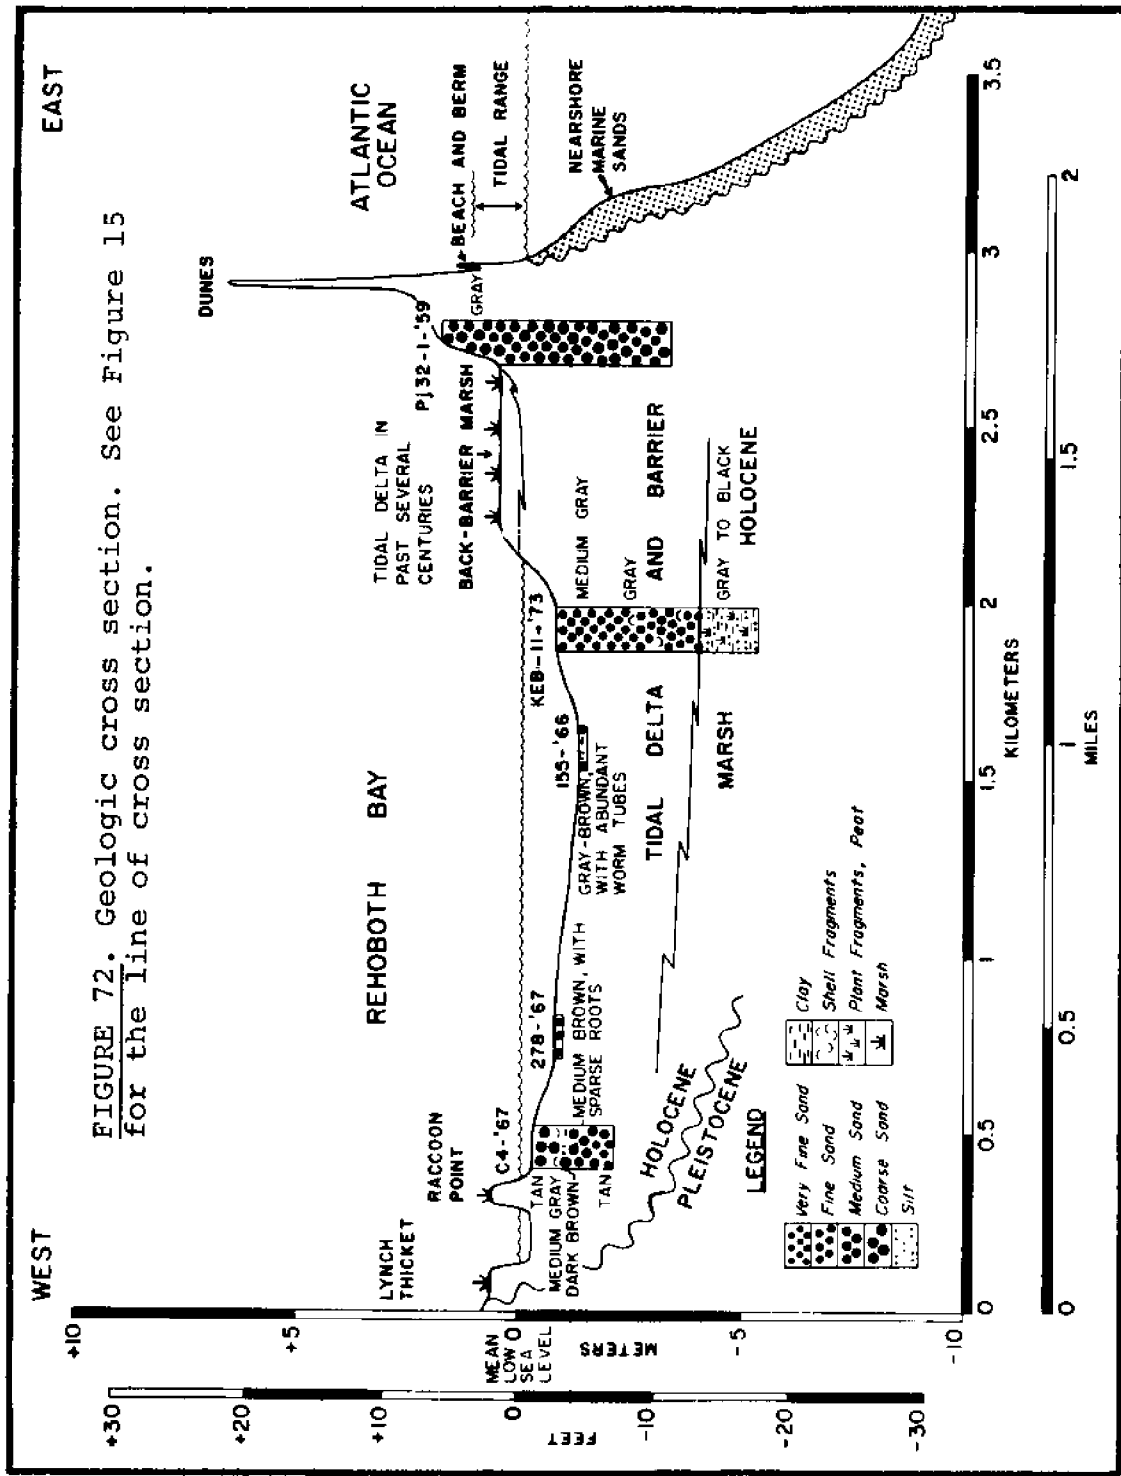 FIGURE 72. Geologic cross section. See Figure 15
for the line of cross section.
WEST
EAST
DUNES
ATLANTIC
OCEAN
REHOBOTH BAY
LYNCH
THICKET
RACCOON
POINT
TIDAL DELTA IN
PAST SEVERAL
CENTURIES
BACK-BARRIER MARSH
BEACH AND BERM
TIDAL RANGE
GRAY
NEARSHORE
MARINE
SANDS
C4-'67
278-'67
155-'66
KEB-11-'73
Pj32-1-'59
TAN
MEDIUM GRAY
DARK BROWN
TAN
MEDIUM BROWN, WITH
SPARSE ROOTS
GRAY-BROWN,
WITH ABUNDANT
WORM TUBES
MEDIUM GRAY
GRAY
TIDAL DELTA AND BARRIER
MARSH
GRAY TO BLACK
HOLOCENE
HOLOCENE
PLEISTOCENE
LEGEND
Very Fine Sand
Fine Sand
Medium Sand
Coarse Sand
Silt
Clay
Shell Fragments
Plant Fragments, Peat
Marsh
+10
+5
0
-5
-10
METERS
MEAN
LOW
SEA
LEVEL
+30
+20
+10
0
-10
-20
-30
FEET
0 0.5 1 1.5 2 2.5 3 3.5
KILOMETERS
0 0.5 1 1.5 2
MILES